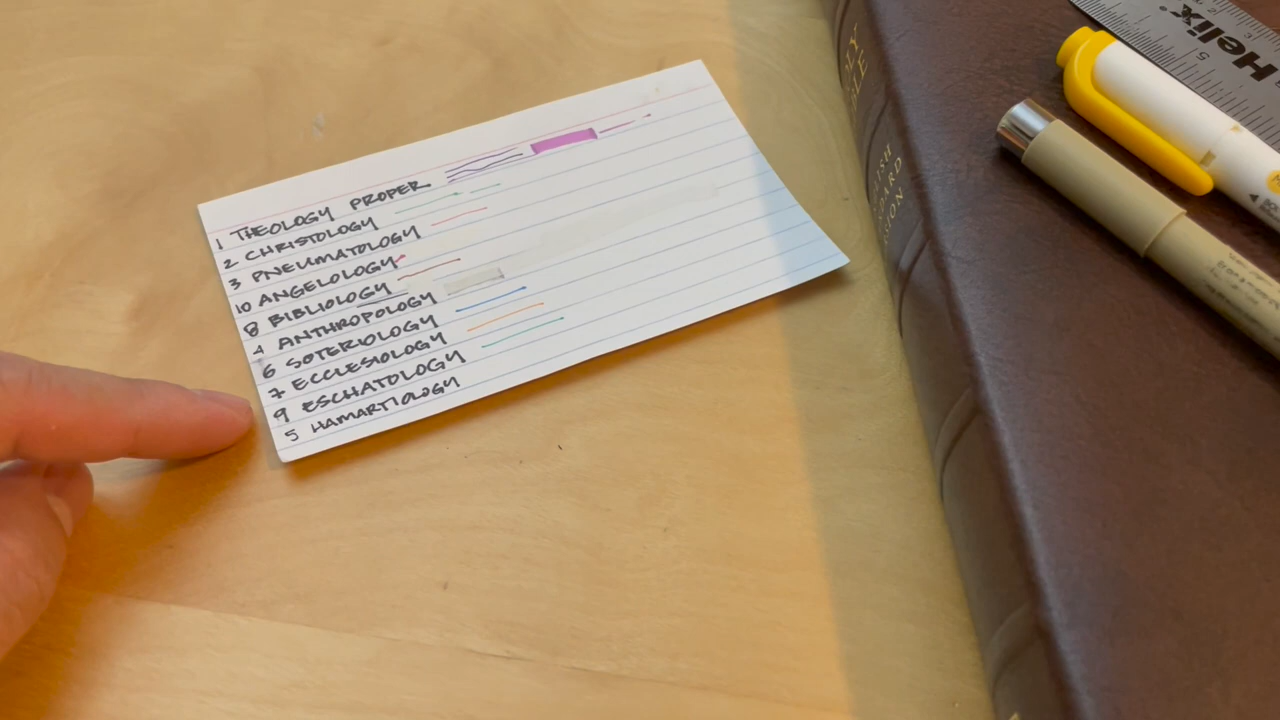 1 THEOLOGY PROPER
2 CHRISTOLOGY
3 PNEUMATOLOGY
10 ANGELOLOGY
8 BIBLIOLOGY
4 ANTHROPOLOGY
6 SOTERIOLOGY
7 ECCLESIOLOGY
9 ESCHATOLOGY
5 HAMARTIOLOGY
Helix
5